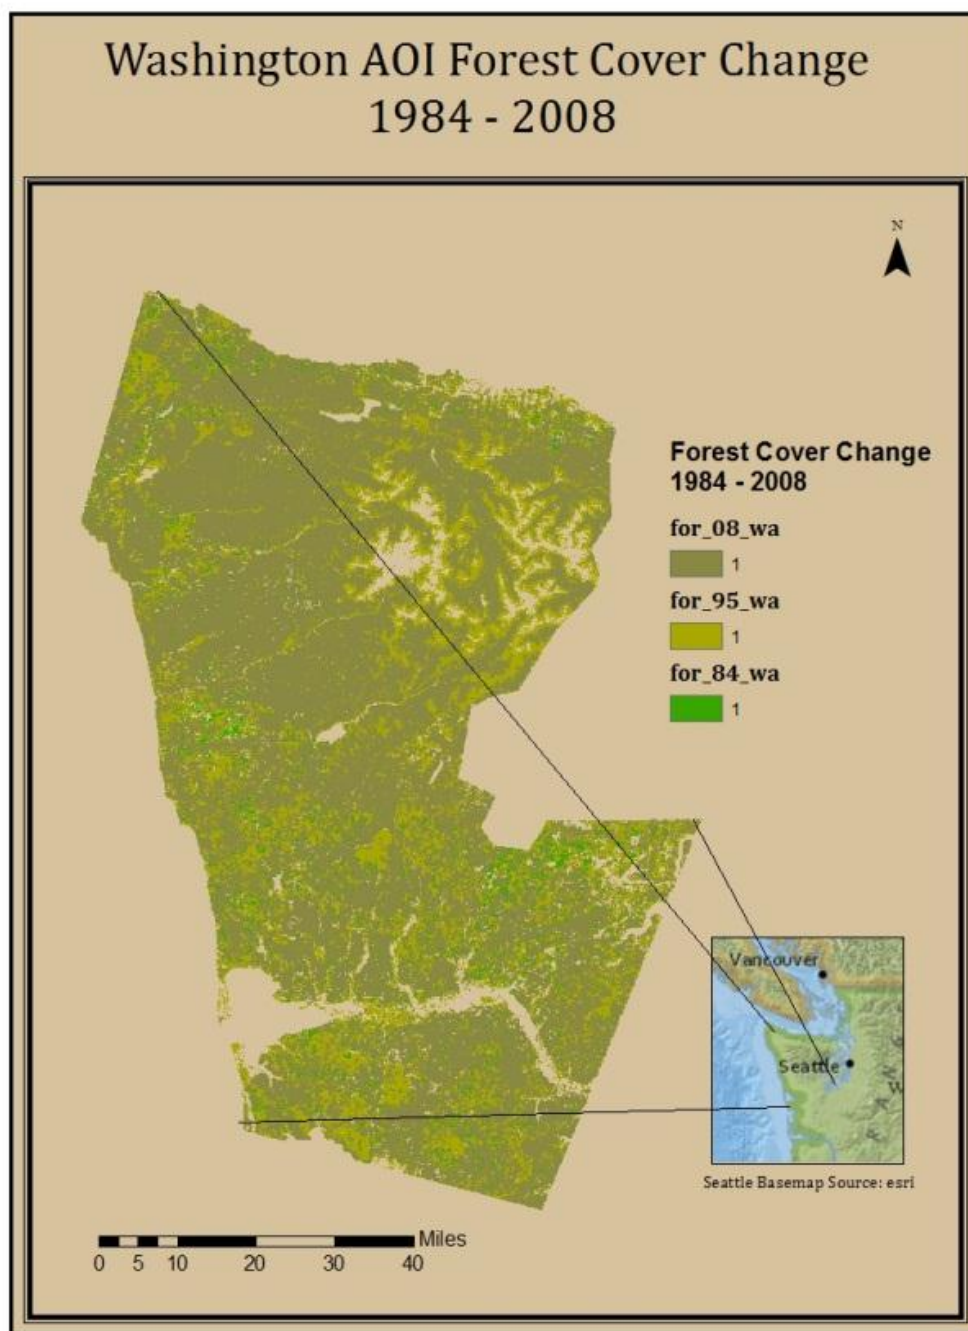 Washington AOI Forest Cover Change
1984 - 2008
N
Forest Cover Change
1984 - 2008
for_08_wa
1
for_95_wa
1
for_84_wa
1
Vancouver
Seattle
W
Seattle Basemap Source: esri
Miles
0 5 10 20 30 40